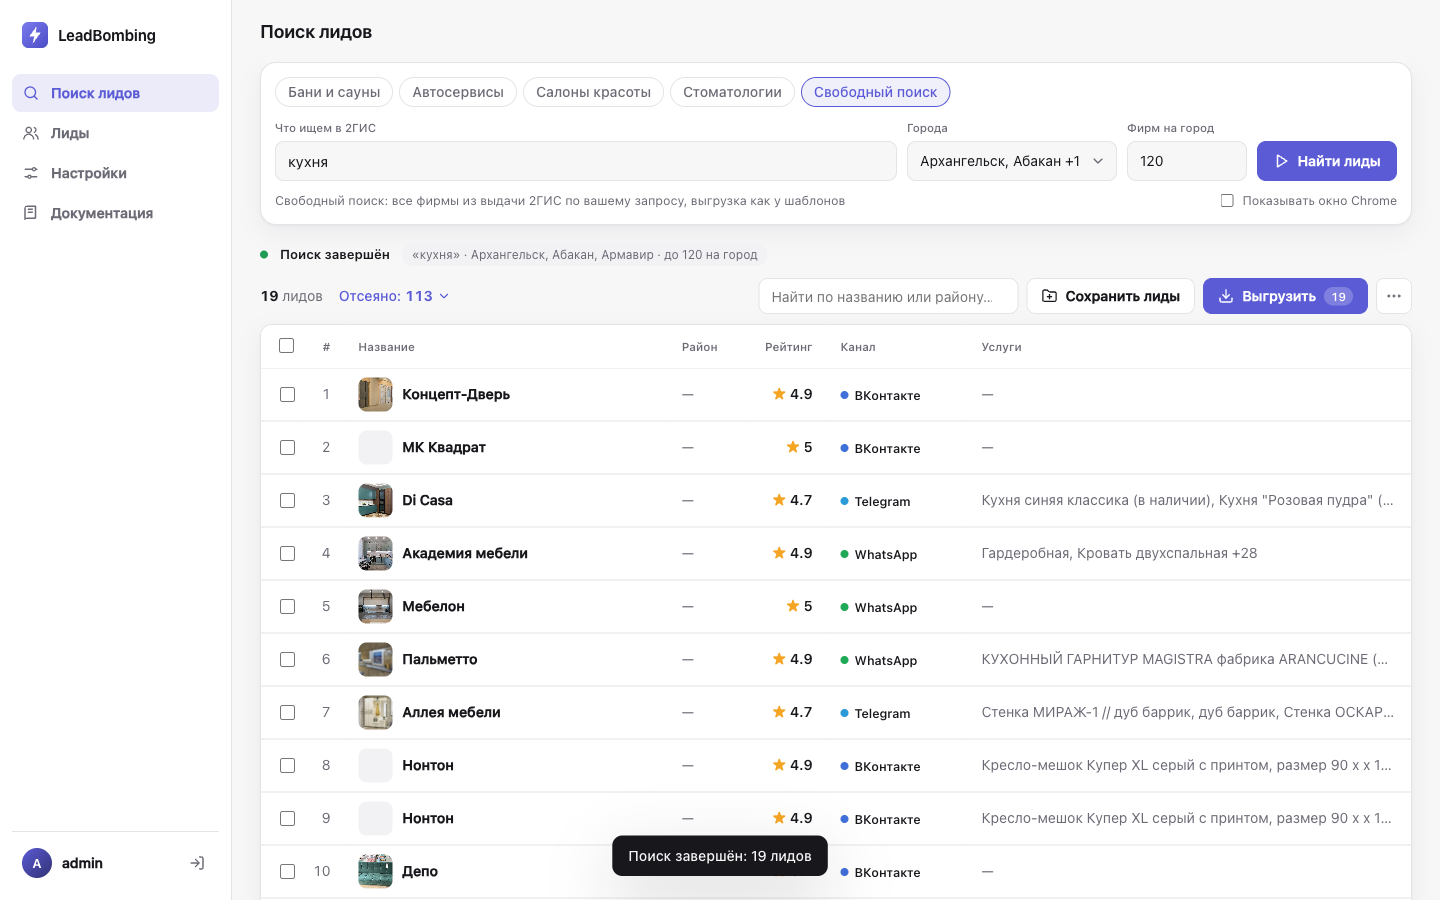 LeadBombing
Поиск лидов
Лиды
Настройки
Документация
A admin
Поиск лидов
Бани и сауны Автосервисы Салоны красоты Стоматологии Свободный поиск
Что ищем в 2ГИС Города Фирм на город
кухня Архангельск, Абакан +1 120 Найти лиды
Свободный поиск: все фирмы из выдачи 2ГИС по вашему запросу, выгрузка как у шаблонов Показывать окно Chrome
Поиск завершён «кухня» · Архангельск, Абакан, Армавир · до 120 на город
19 лидов Отсеяно: 113 Найти по названию или району... Сохранить лиды Выгрузить 19
# Название Район Рейтинг Канал Услуги
1 Концепт-Дверь — 4.9 ВКонтакте —
2 МК Квадрат — 5 ВКонтакте —
3 Di Casa — 4.7 Telegram Кухня синяя классика (в наличии), Кухня "Розовая пудра" (...
4 Академия мебели — 4.9 WhatsApp Гардеробная, Кровать двухспальная +28
5 Мебелон — 5 WhatsApp —
6 Пальметто — 4.9 WhatsApp КУХОННЫЙ ГАРНИТУР MAGISTRA фабрика ARANCUCINE (...
7 Аллея мебели — 4.7 Telegram Стенка МИРАЖ-1 // дуб баррик, дуб баррик, Стенка ОСКАР...
8 Нонтон — 4.9 ВКонтакте Кресло-мешок Купер XL серый с принтом, размер 90 х х 1...
9 Нонтон — 4.9 ВКонтакте Кресло-мешок Купер XL серый с принтом, размер 90 х х 1...
10 Депо ВКонтакте —
Поиск завершён: 19 лидов